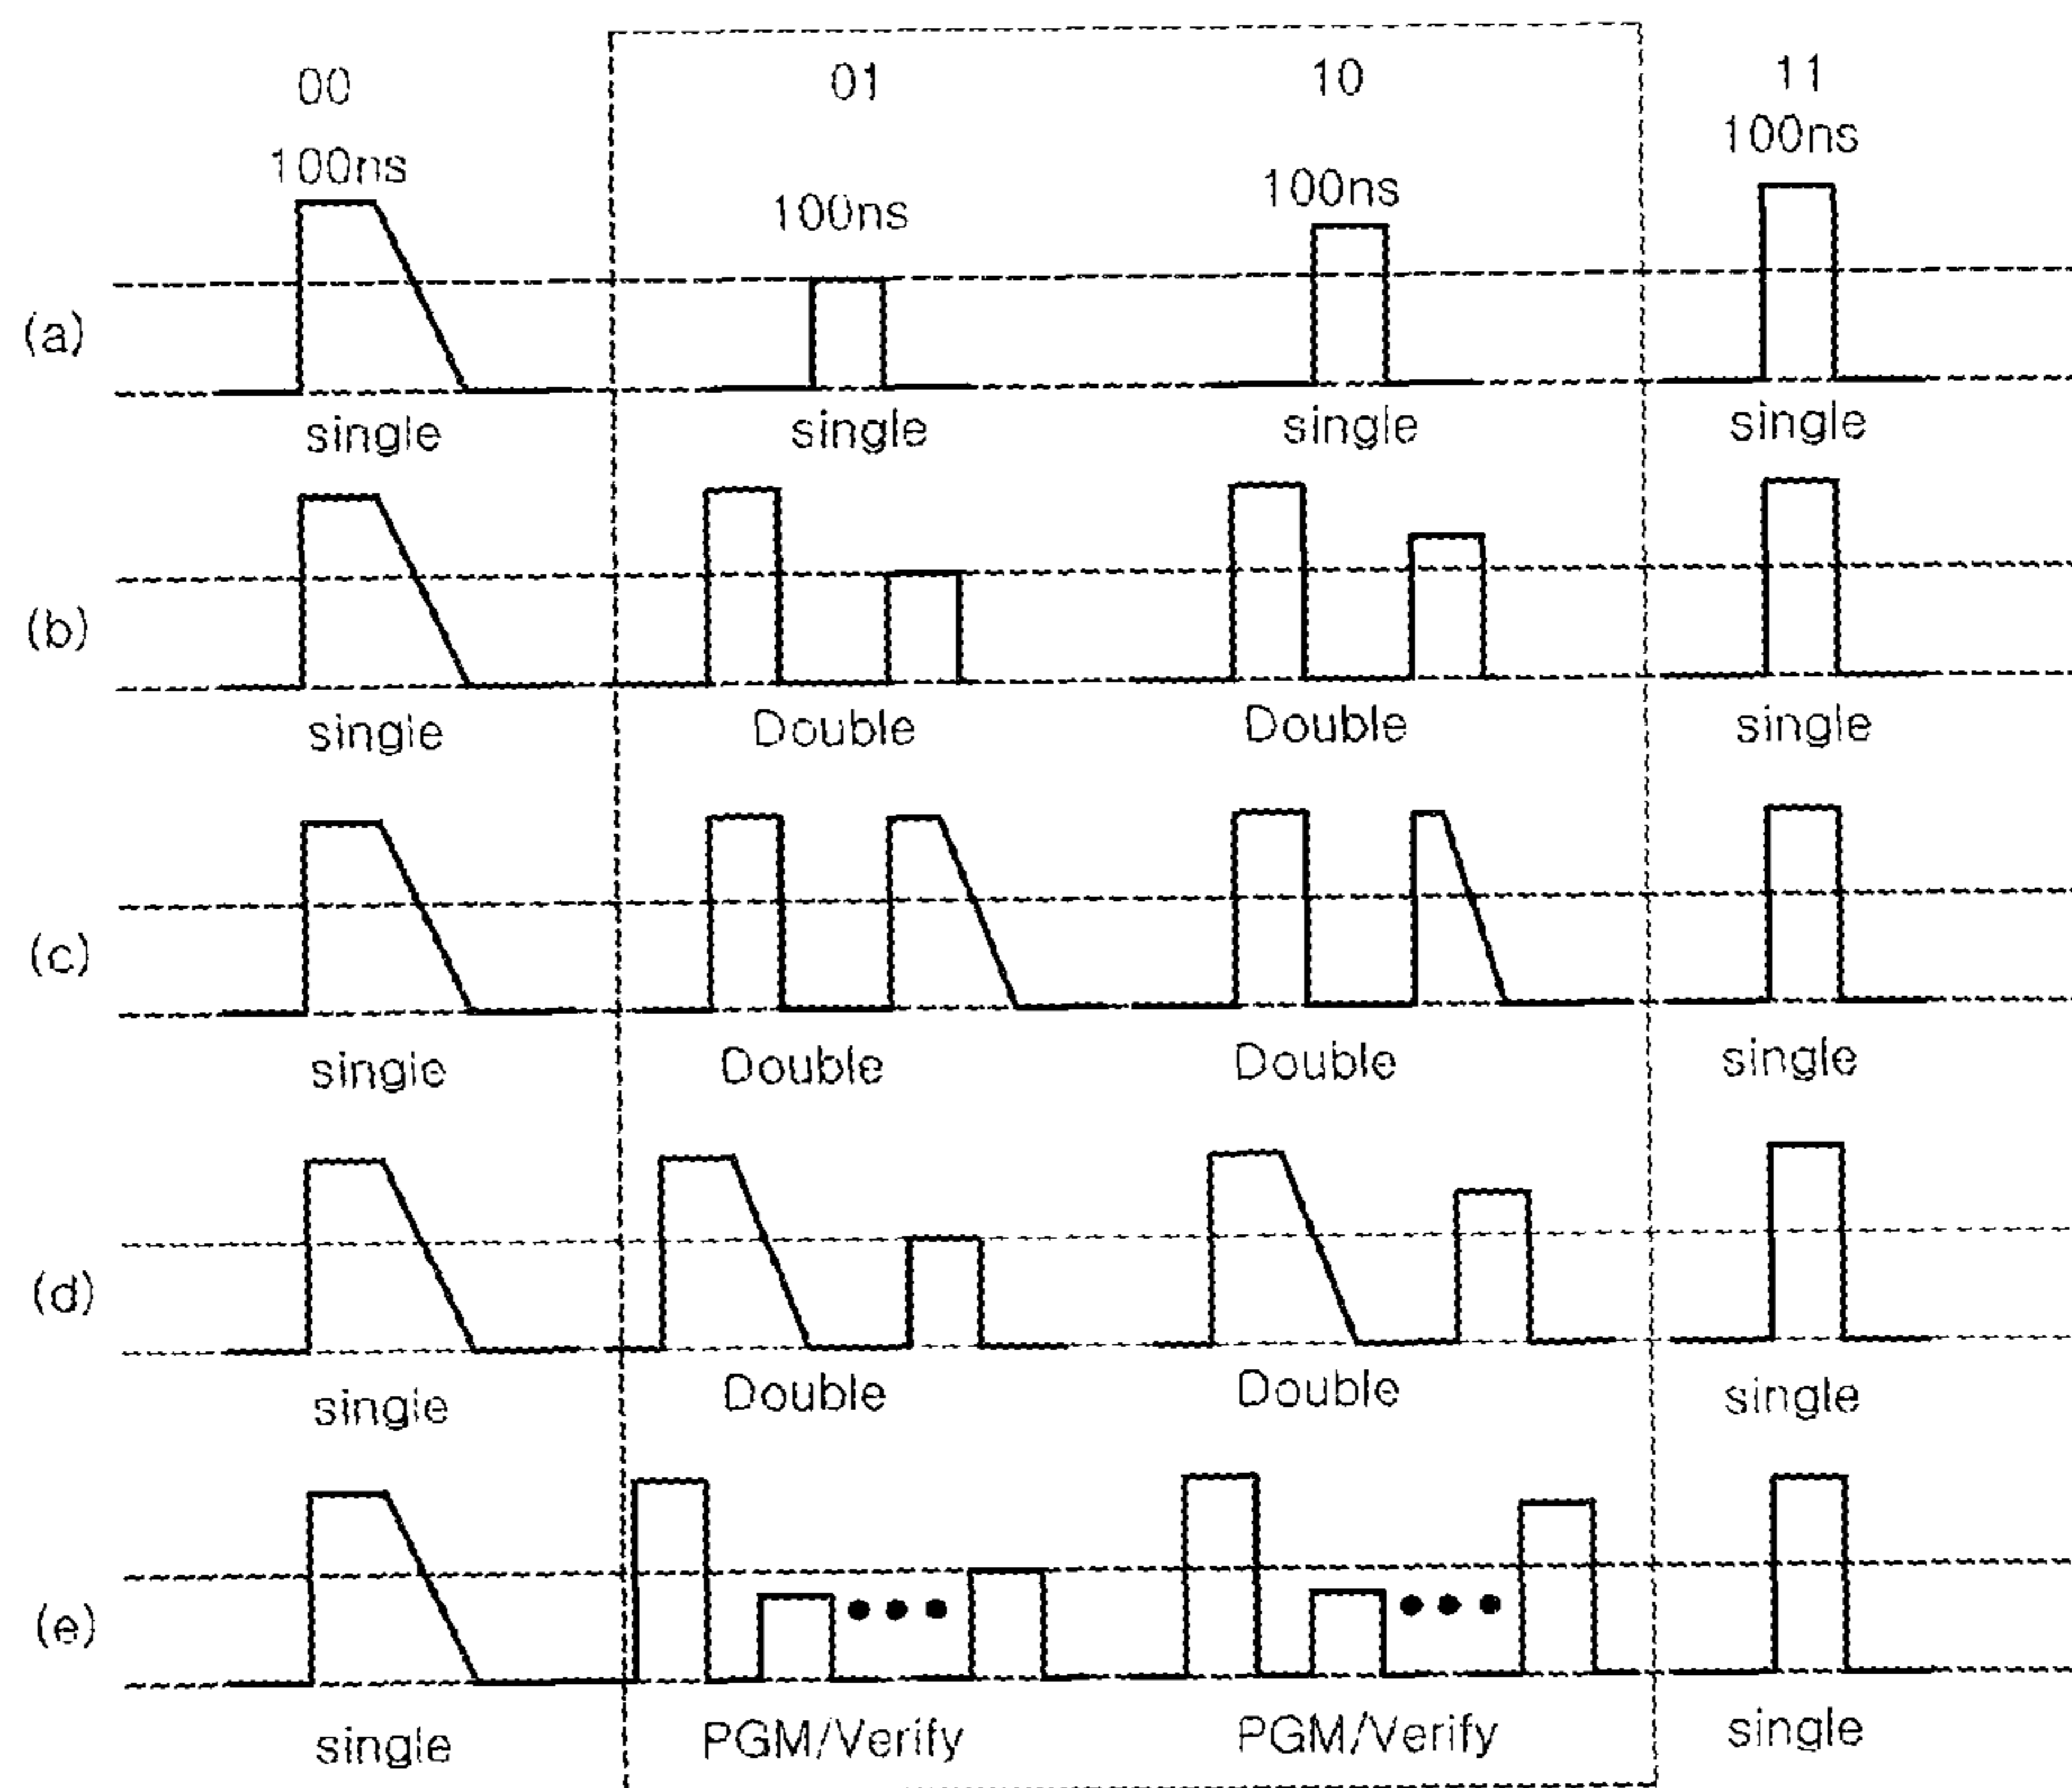 00 01 10 11
100ns 100ns 100ns 100ns
(a)
single single single single
(b)
single Double Double single
(c)
single Double Double single
(d)
single Double Double single
(e)
single PGM/Verify PGM/Verify single